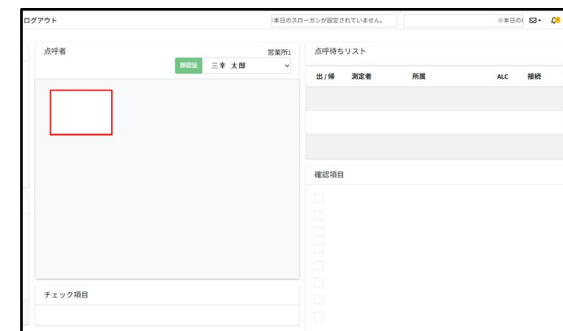 ログアウト
本日のスローガンが設定されていません。
※本日の
点呼者
営業所1
顔認証
三幸 太郎
点呼待ちリスト
出/帰 測定者 所属 ALC 接続
確認項目
チェック項目